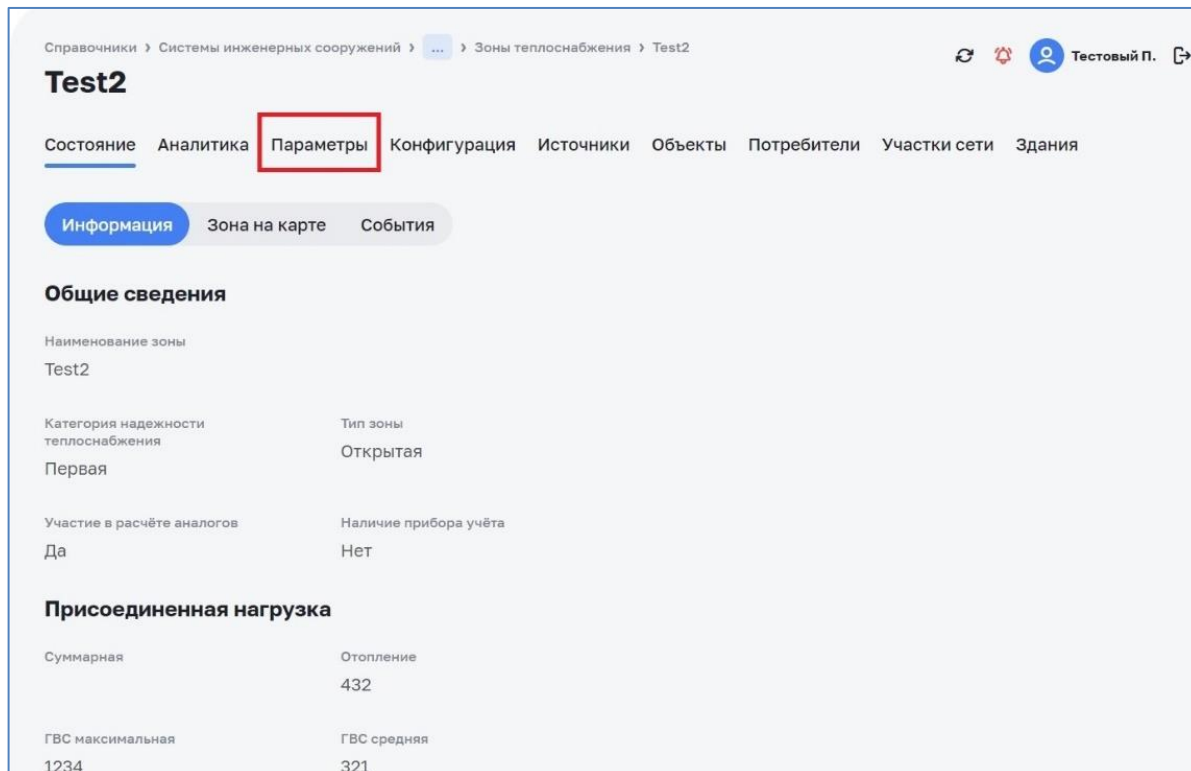 Справочники › Системы инженерных сооружений › ... › Зоны теплоснабжения › Test2
Тестовый П.
Test2
Состояние Аналитика Параметры Конфигурация Источники Объекты Потребители Участки сети Здания
Информация Зона на карте События
Общие сведения
Наименование зоны
Test2
Категория надежности
теплоснабжения
Первая
Тип зоны
Открытая
Участие в расчёте аналогов
Да
Наличие прибора учёта
Нет
Присоединенная нагрузка
Суммарная
Отопление
432
ГВС максимальная
1234
ГВС средняя
321